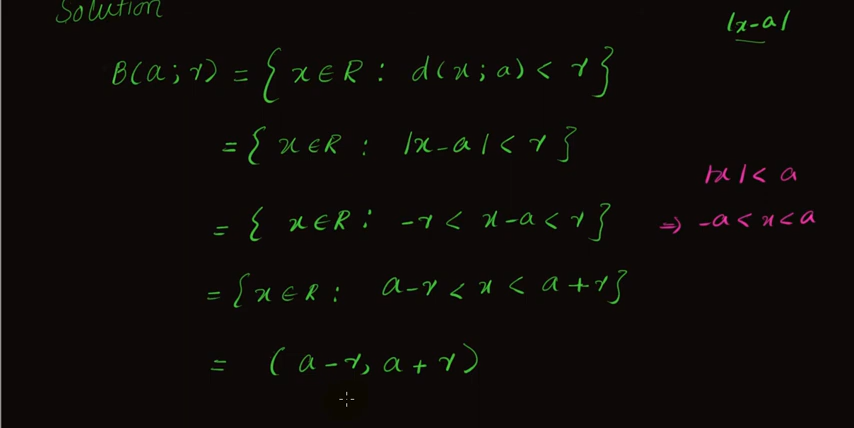 Solution
|x-a|
B(a;r) = { x∈R : d(x;a) < r }
= { x∈R : |x-a| < r }
|x| < a
= { x∈R : -r < x-a < r }
⇒ -a < x < a
= { x∈R : a-r < x < a+r }
= (a-r, a+r)